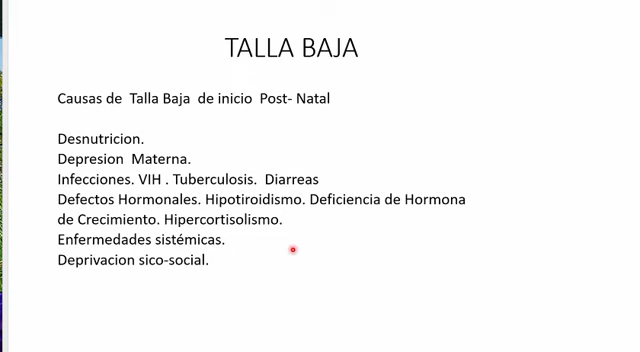 TALLA BAJA
Causas de Talla Baja de inicio Post- Natal
Desnutricion.
Depresion Materna.
Infecciones. VIH . Tuberculosis. Diarreas
Defectos Hormonales. Hipotiroidismo. Deficiencia de Hormona
de Crecimiento. Hipercortisolismo.
Enfermedades sistémicas.
Deprivacion sico-social.